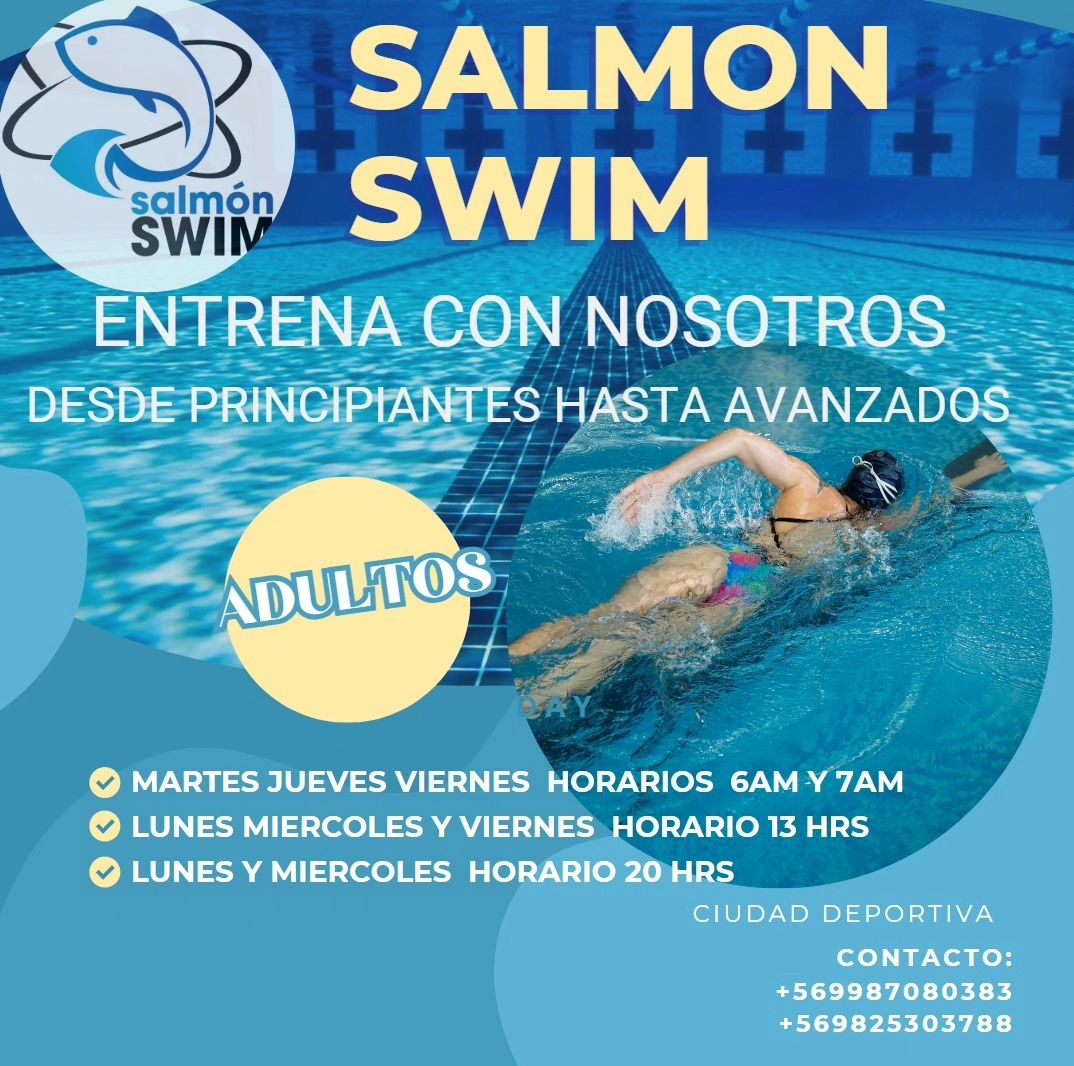 salmón
SWIM
SALMON
SWIM
ENTRENA CON NOSOTROS
DESDE PRINCIPIANTES HASTA AVANZADOS
ADULTOS
DAY
MARTES JUEVES VIERNES HORARIOS 6AM Y 7AM
LUNES MIERCOLES Y VIERNES HORARIO 13 HRS
LUNES Y MIERCOLES HORARIO 20 HRS
CIUDAD DEPORTIVA
CONTACTO:
+569987080383
+569825303788